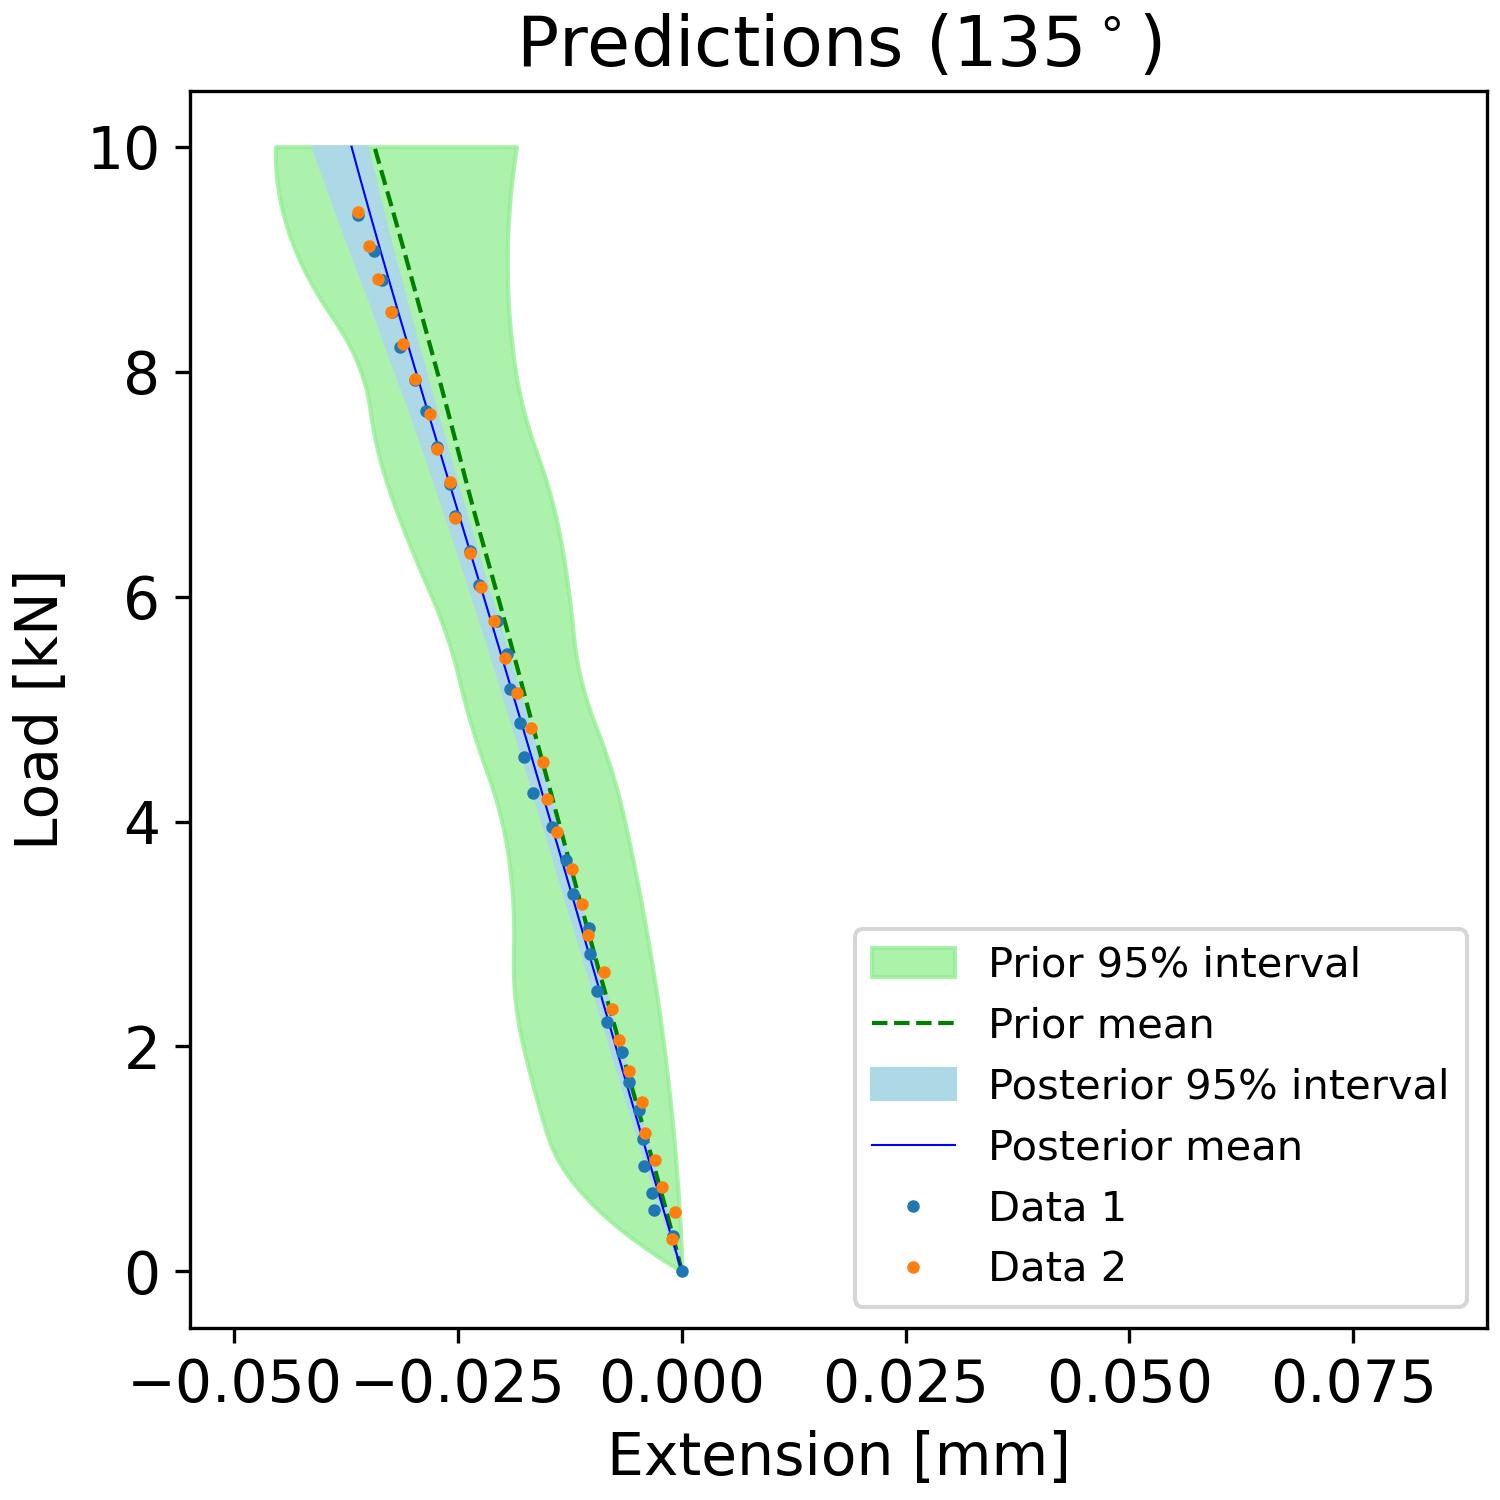 Predictions (135°)
10
8
6
4
2
0
Load [kN]
−0.050 −0.025 0.000 0.025 0.050 0.075
Extension [mm]
Prior 95% interval
Prior mean
Posterior 95% interval
Posterior mean
Data 1
Data 2